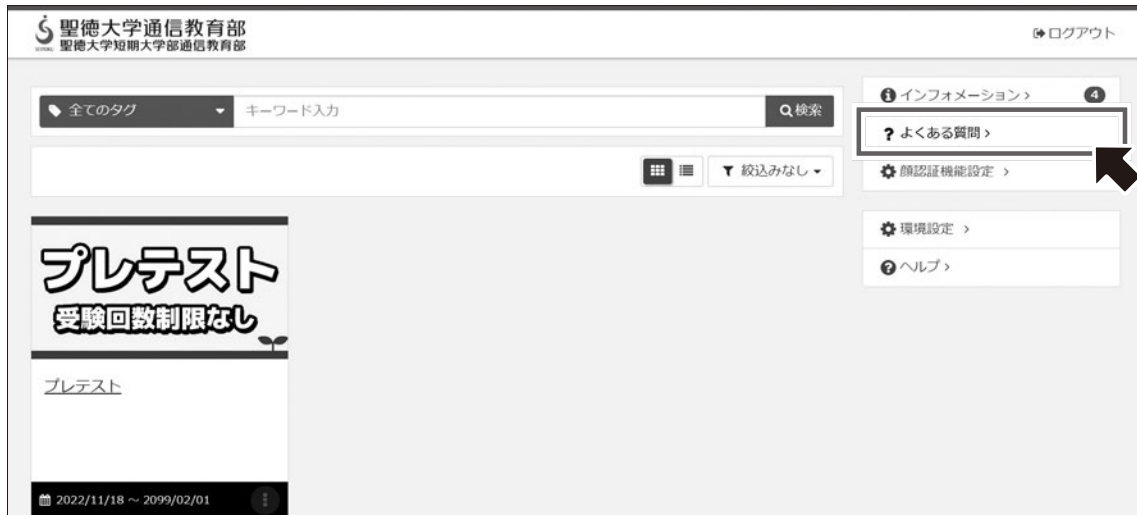 聖徳大学通信教育部
聖徳大学短期大学部通信教育部
ログアウト
全てのタグ
キーワード入力
検索
インフォメーション 4
よくある質問
絞込みなし
顔認証機能設定
環境設定
ヘルプ
プレテスト
受験回数制限なし
プレテスト
2022/11/18 ~ 2099/02/01